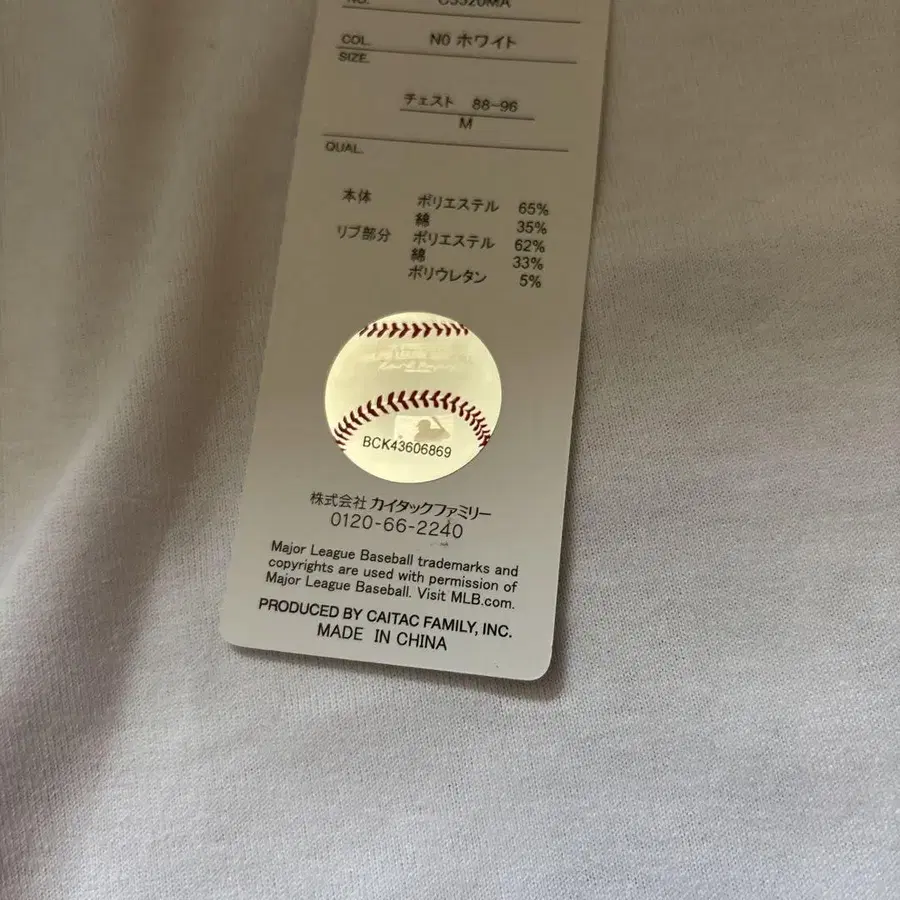 NO. C3520MA
COL. N0 ホワイト
SIZE.
チェスト 88-96
M
QUAL.
本体 ポリエステル 65%
綿 35%
リブ部分 ポリエステル 62%
綿 33%
ポリウレタン 5%
BCK43606869
株式会社 カイタックファミリー
0120-66-2240
Major League Baseball trademarks and
copyrights are used with permission of
Major League Baseball. Visit MLB.com.
PRODUCED BY CAITAC FAMILY, INC.
MADE IN CHINA